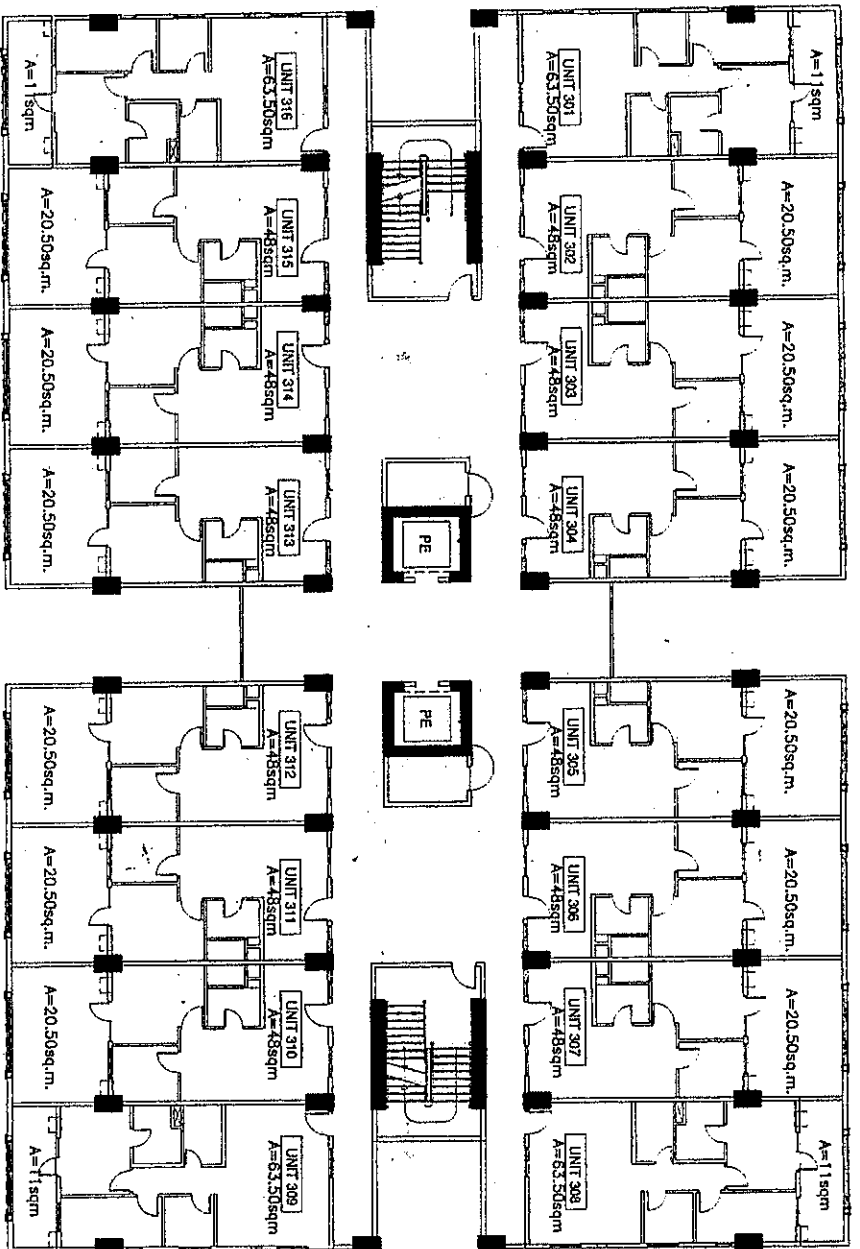 UNIT 301
A=63.50sqm
A=11sqm
UNIT 302
A=48sqm
A=20.50sq.m.
UNIT 303
A=48sqm
A=20.50sq.m.
UNIT 304
A=48sqm
A=20.50sq.m.
UNIT 305
A=48sqm
A=20.50sq.m.
UNIT 306
A=48sqm
A=20.50sq.m.
UNIT 307
A=48sqm
A=20.50sq.m.
UNIT 308
A=63.50sqm
A=11sqm
PE
PE
UNIT 316
A=63.50sqm
A=11sqm
UNIT 315
A=48sqm
A=20.50sq.m.
UNIT 314
A=48sqm
A=20.50sq.m.
UNIT 313
A=48sqm
A=20.50sq.m.
UNIT 312
A=48sqm
A=20.50sq.m.
UNIT 311
A=48sqm
A=20.50sq.m.
UNIT 310
A=48sqm
A=20.50sq.m.
UNIT 309
A=63.50sqm
A=11sqm